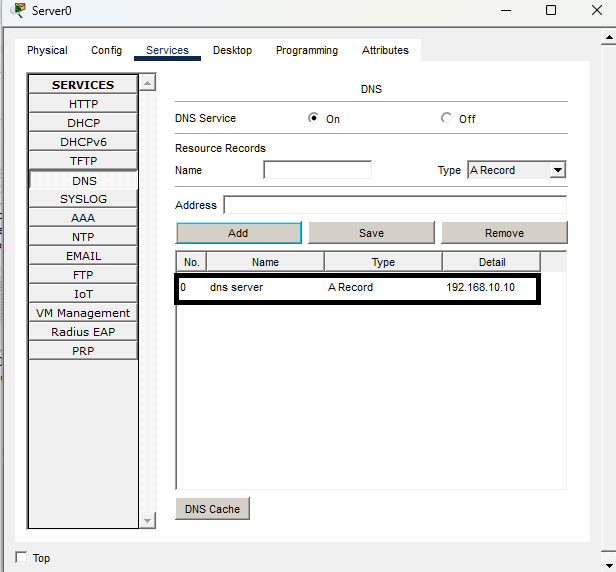 Server0
Physical Config Services Desktop Programming Attributes
SERVICES
HTTP
DHCP
DHCPv6
TFTP
DNS
SYSLOG
AAA
NTP
EMAIL
FTP
IoT
VM Management
Radius EAP
PRP
DNS
DNS Service On Off
Resource Records
Name Type A Record
Address
Add Save Remove
No. Name Type Detail
0 dns server A Record 192.168.10.10
DNS Cache
Top